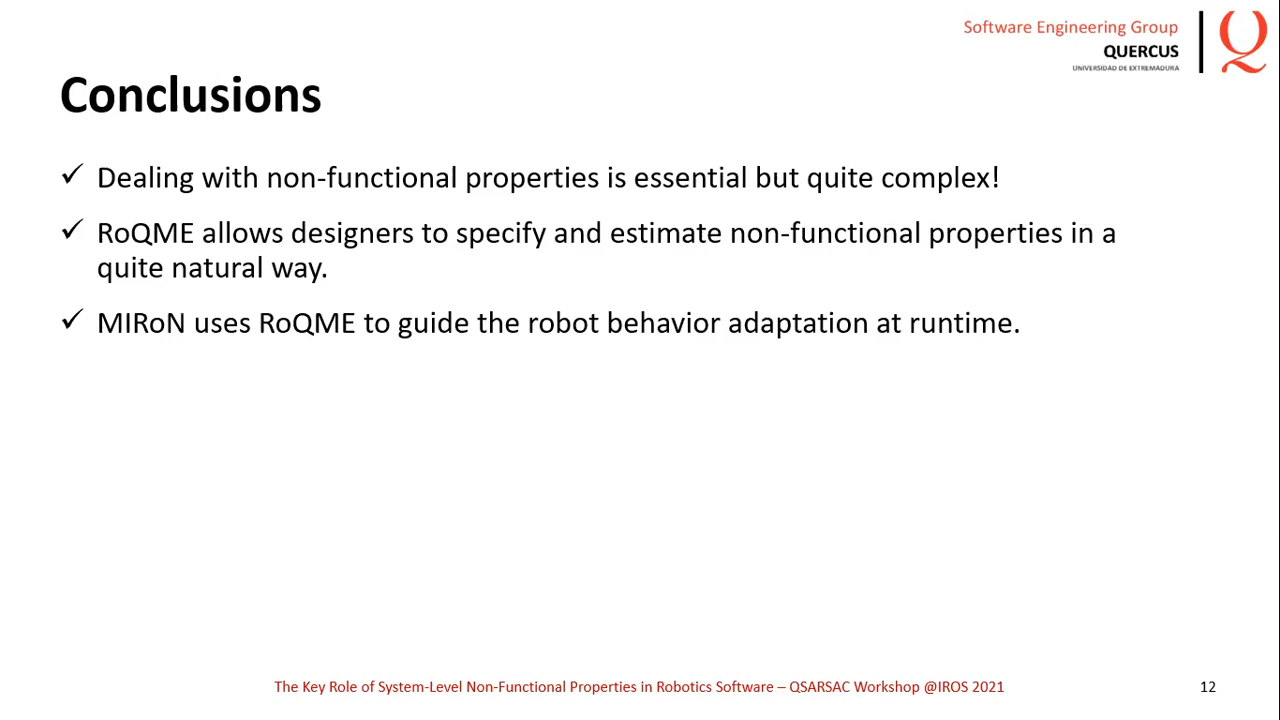 Software Engineering Group
QUERCUS
UNIVERSIDAD DE EXTREMADURA
Conclusions
✓ Dealing with non-functional properties is essential but quite complex!
✓ RoQME allows designers to specify and estimate non-functional properties in a
quite natural way.
✓ MIRoN uses RoQME to guide the robot behavior adaptation at runtime.
The Key Role of System-Level Non-Functional Properties in Robotics Software – QSARSAC Workshop @IROS 2021
12